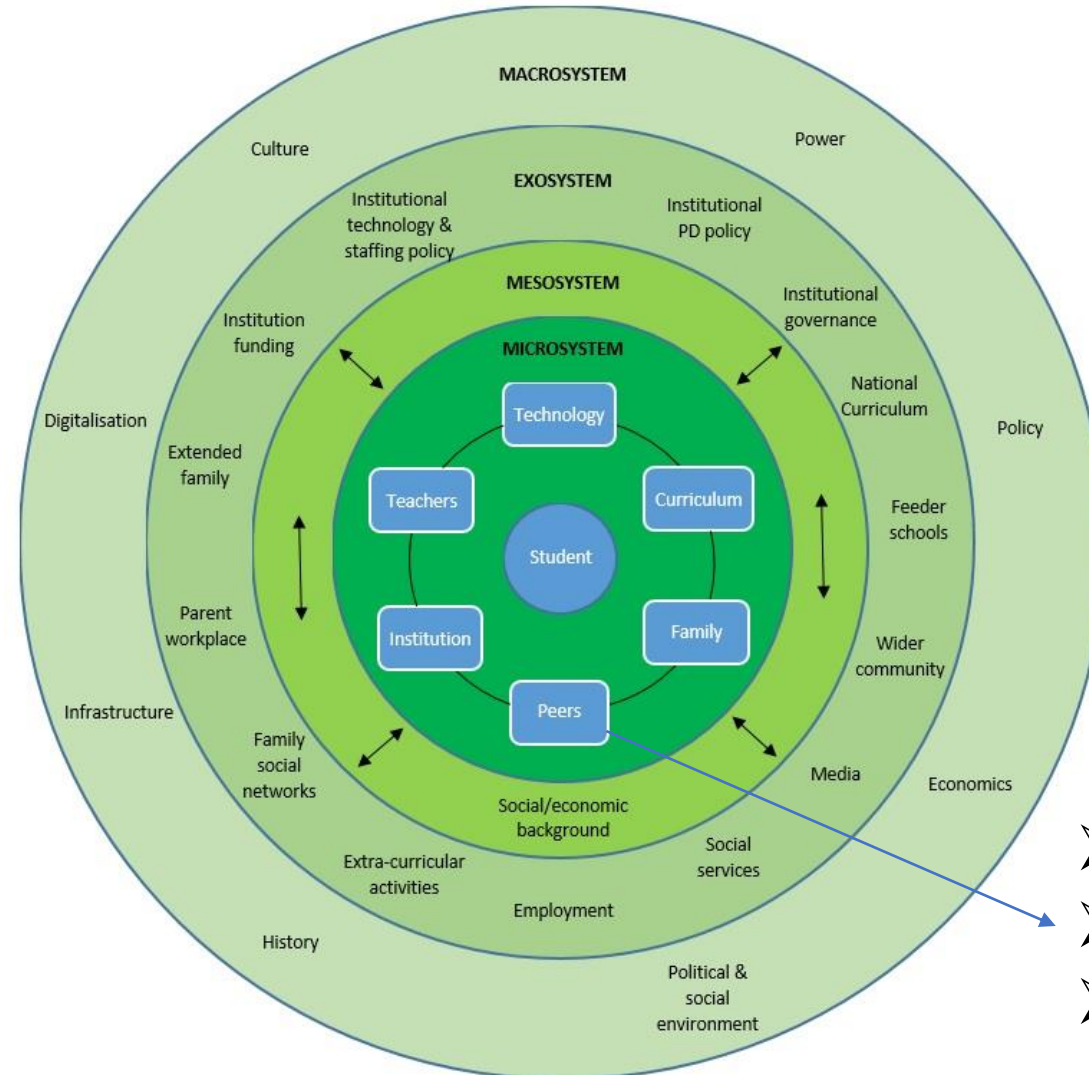 MACROSYSTEM
Culture
Power
EXOSYSTEM
Institutional
technology &
staffing policy
Institutional
PD policy
MESOSYSTEM
Institution
funding
Institutional
governance
MICROSYSTEM
National
Curriculum
Technology
Digitalisation
Policy
Extended
family
Teachers
Curriculum
Feeder
schools
Student
Parent
workplace
Institution
Family
Wider
community
Infrastructure
Peers
Family
social
networks
Media
Economics
Social/economic
background
Social
services
Extra-curricular
activities
Employment
History
Political &
social
environment